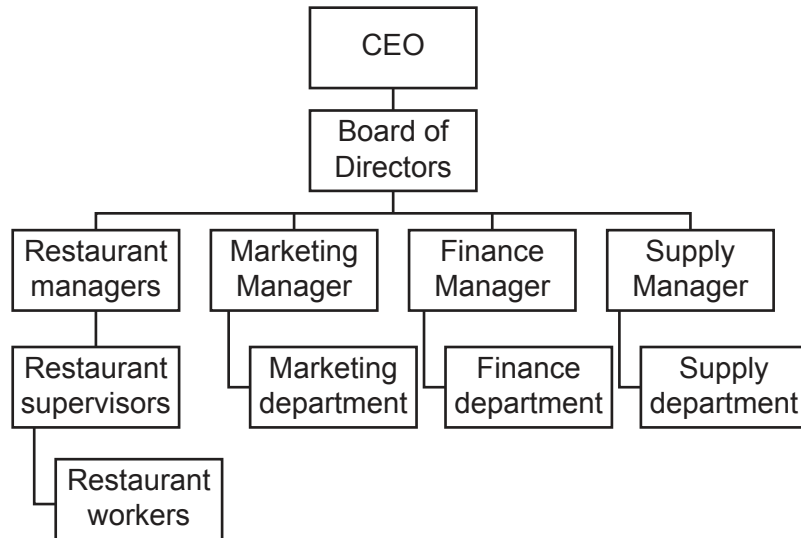 CEO
Board of
Directors
Restaurant
managers
Marketing
Manager
Finance
Manager
Supply
Manager
Restaurant
supervisors
Marketing
department
Finance
department
Supply
department
Restaurant
workers